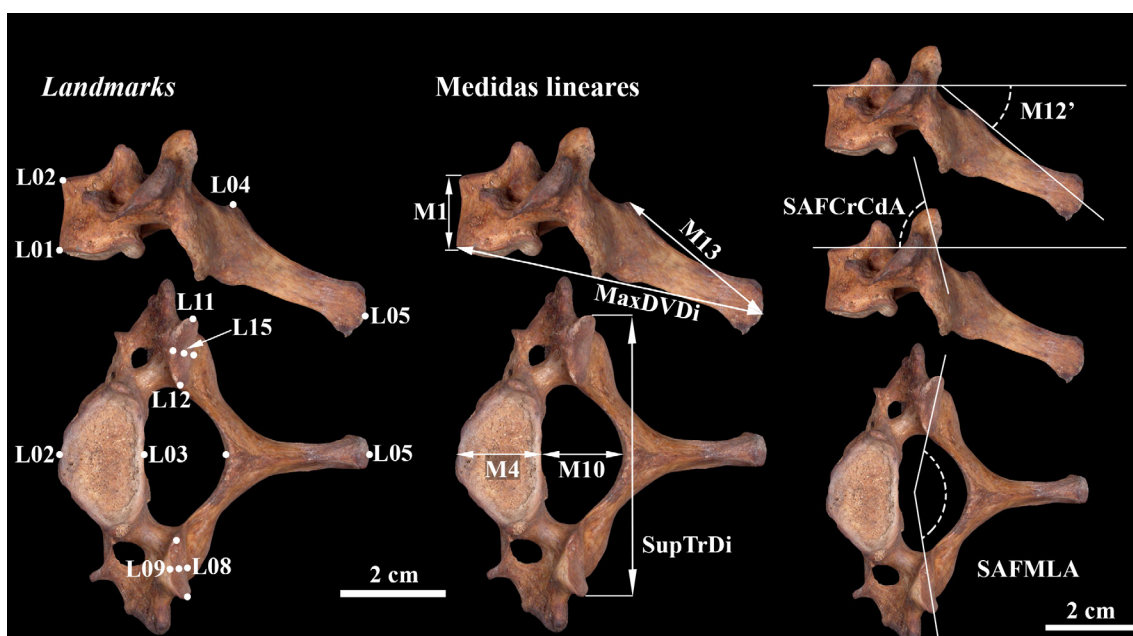 Landmarks
L02
L04
L01
L05
L11
L15
L12
L02
L03
L05
L09
L08
2 cm
Medidas lineares
M1
M13
MaxDVDi
M4
M10
SupTrDi
M12’
SAFCrCdA
SAFMLA
2 cm